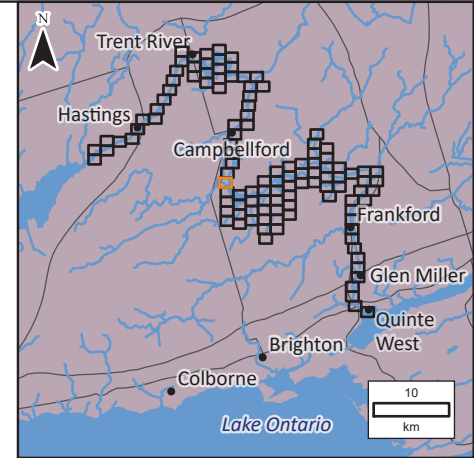 N
Trent River
Hastings
Campbellford
Frankford
Glen Miller
Quinte
West
Brighton
Colborne
10
km
Lake Ontario